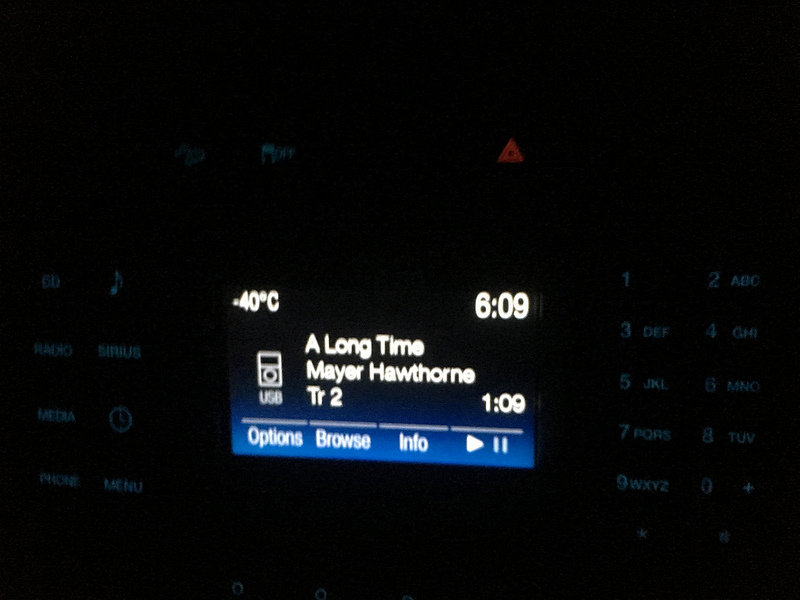 OFF
-40°C 6:09
A Long Time
Mayer Hawthorne
USB Tr 2 1:09
Options Browse Info
RADIO SIRIUS
MEDIA
PHONE MENU
1 2 ABC
3 DEF 4 GHI
5 JKL 6 MNO
7 PQRS 8 TUV
9 WXYZ 0 +
*